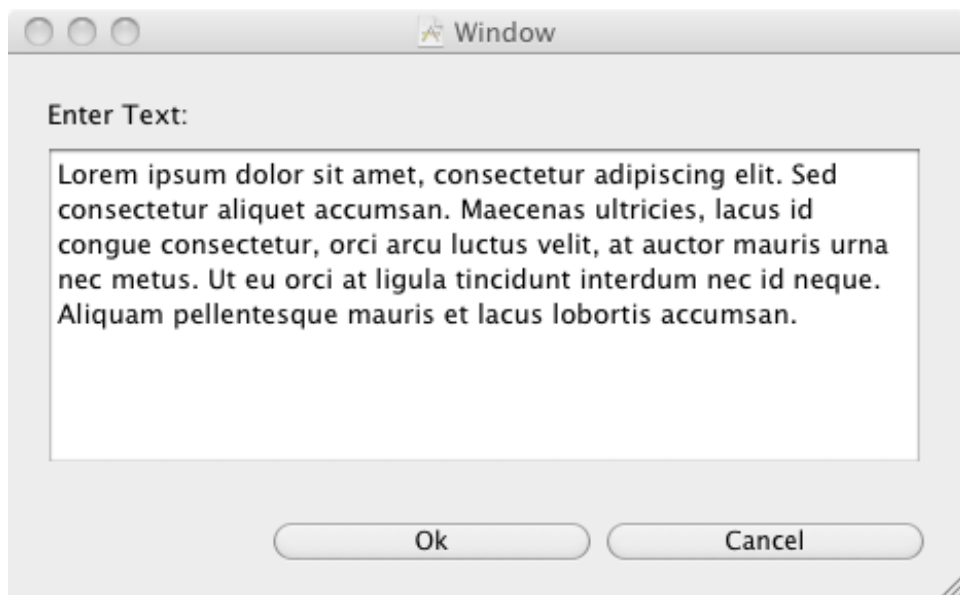 Window
Enter Text:
Lorem ipsum dolor sit amet, consectetur adipiscing elit. Sed
consectetur aliquet accumsan. Maecenas ultricies, lacus id
congue consectetur, orci arcu luctus velit, at auctor mauris urna
nec metus. Ut eu orci at ligula tincidunt interdum nec id neque.
Aliquam pellentesque mauris et lacus lobortis accumsan.
Ok Cancel